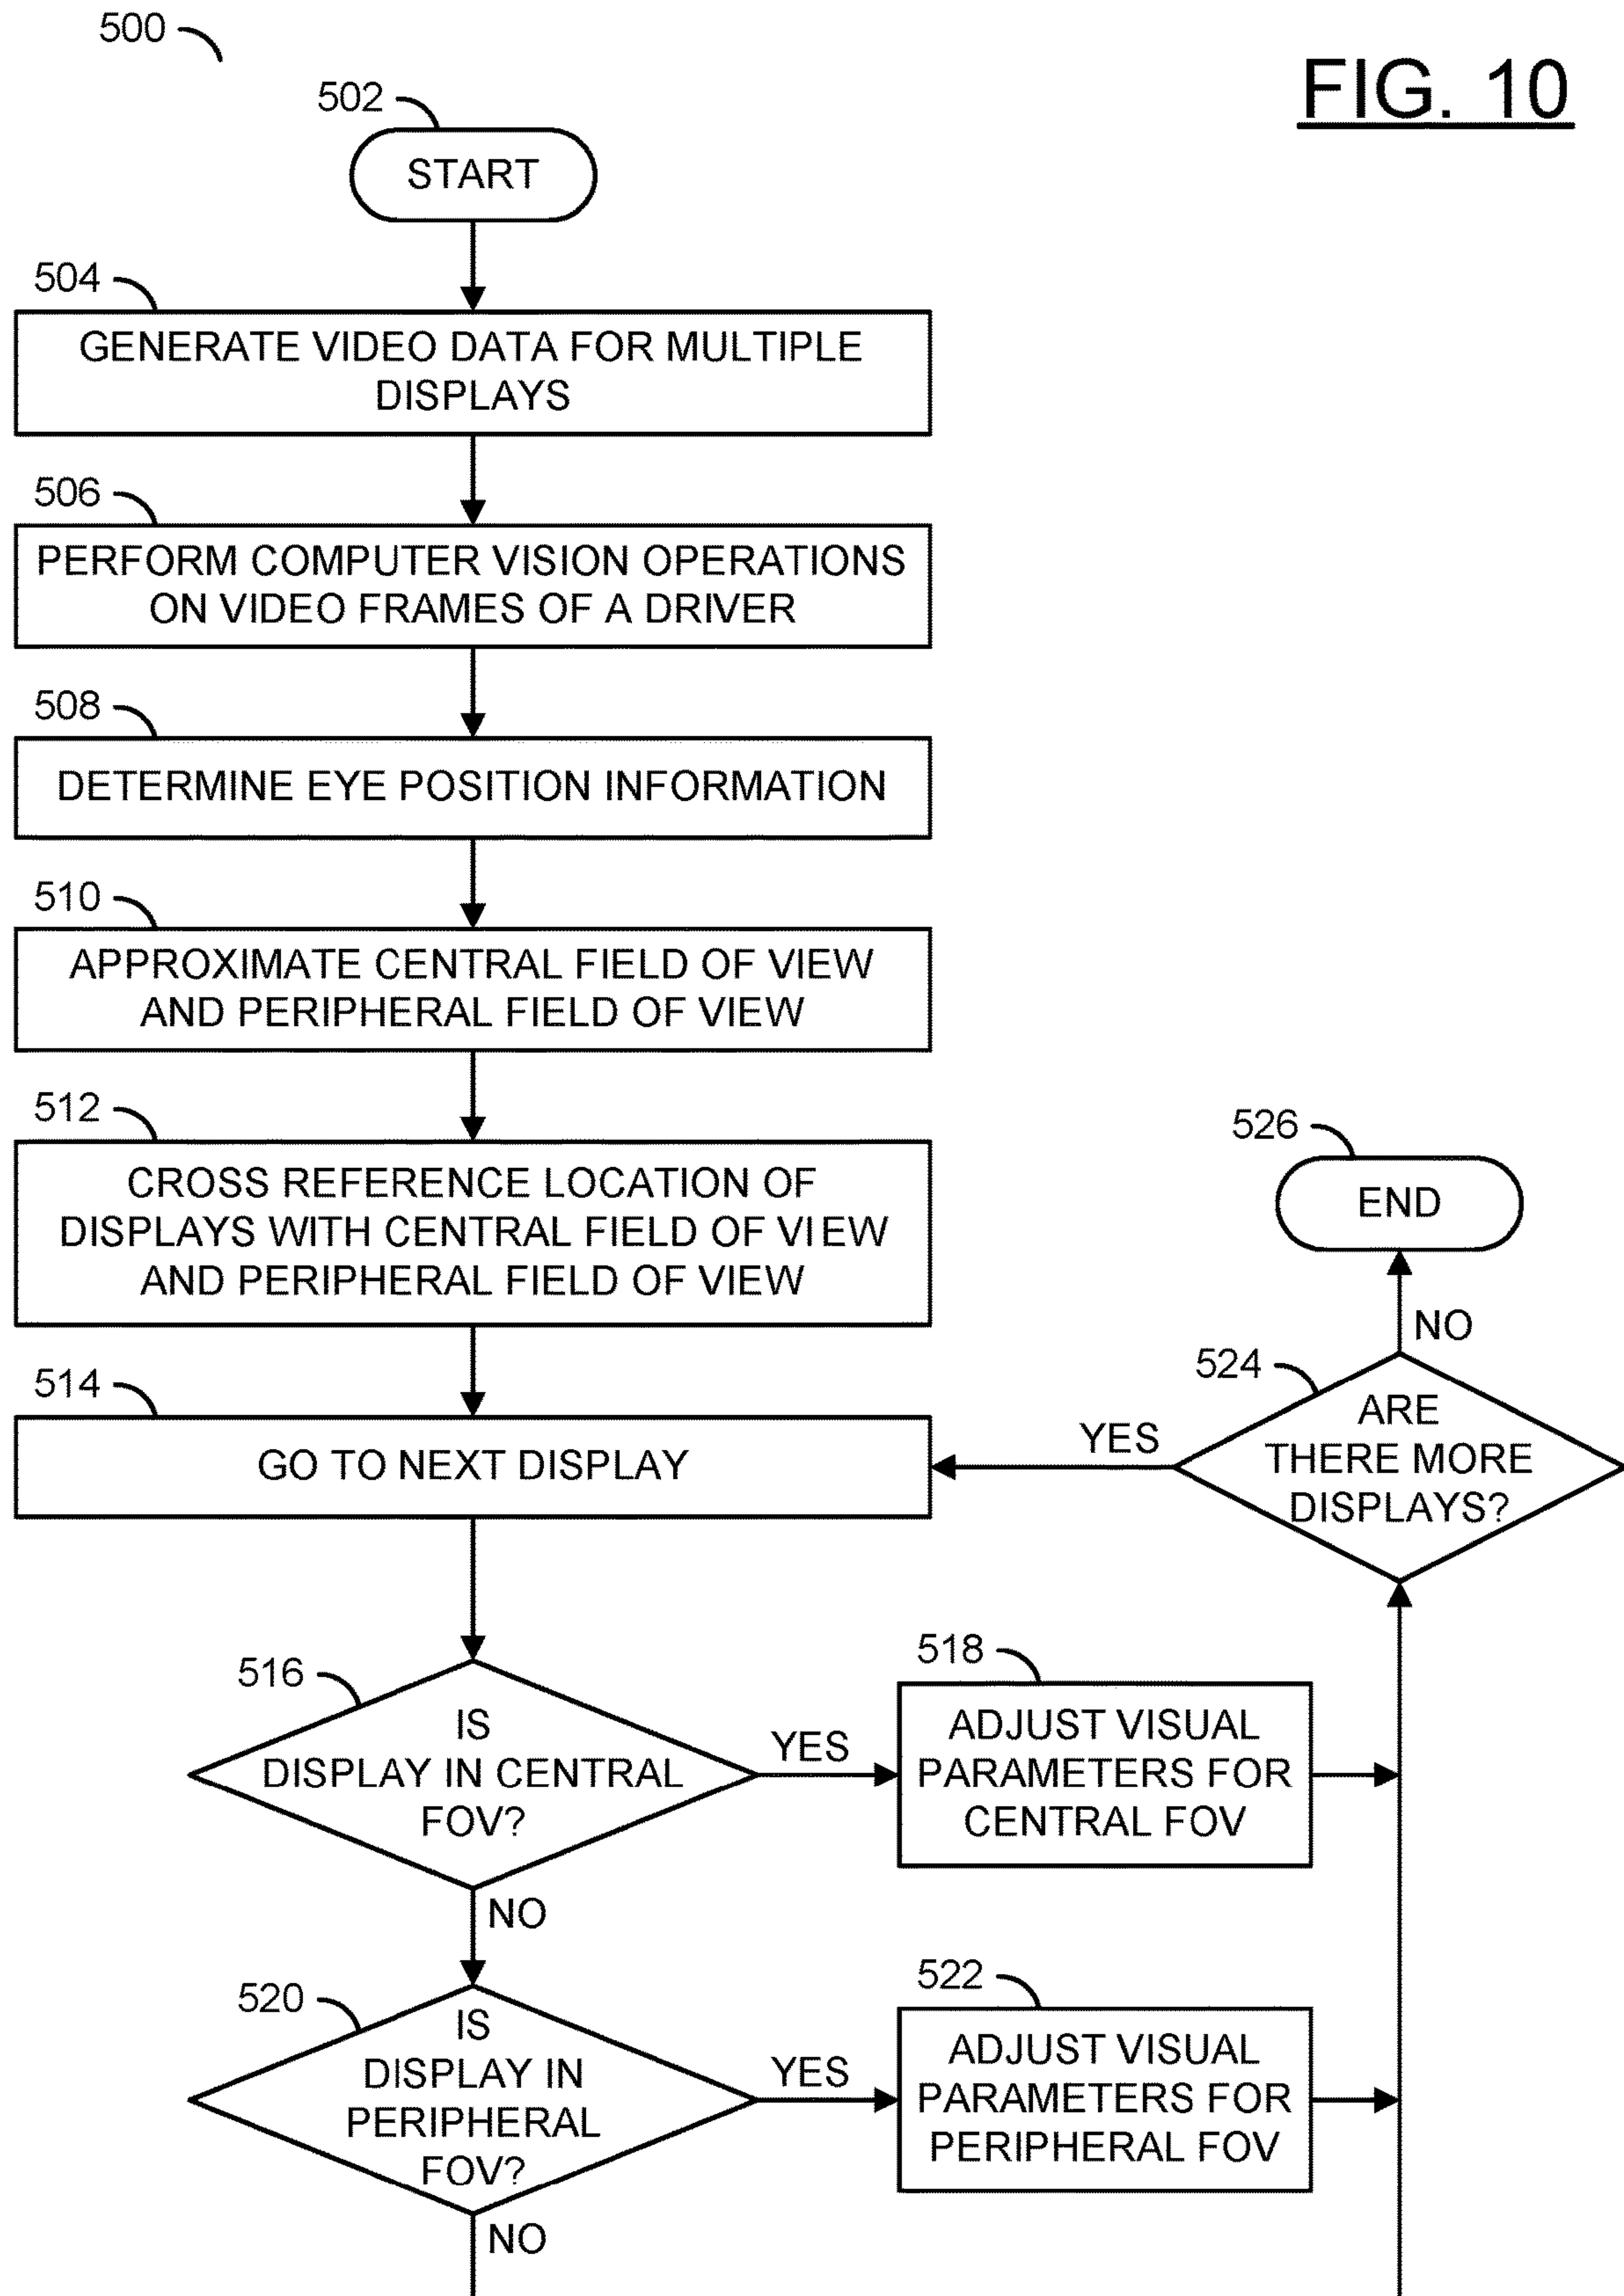 500
FIG. 10
502
START
504
GENERATE VIDEO DATA FOR MULTIPLE
DISPLAYS
506
PERFORM COMPUTER VISION OPERATIONS
ON VIDEO FRAMES OF A DRIVER
508
DETERMINE EYE POSITION INFORMATION
510
APPROXIMATE CENTRAL FIELD OF VIEW
AND PERIPHERAL FIELD OF VIEW
512
CROSS REFERENCE LOCATION OF
DISPLAYS WITH CENTRAL FIELD OF VIEW
AND PERIPHERAL FIELD OF VIEW
526
END
NO
524
ARE
THERE MORE
DISPLAYS?
YES
514
GO TO NEXT DISPLAY
516
IS
DISPLAY IN CENTRAL
FOV?
YES
518
ADJUST VISUAL
PARAMETERS FOR
CENTRAL FOV
NO
520
IS
DISPLAY IN
PERIPHERAL
FOV?
YES
522
ADJUST VISUAL
PARAMETERS FOR
PERIPHERAL FOV
NO